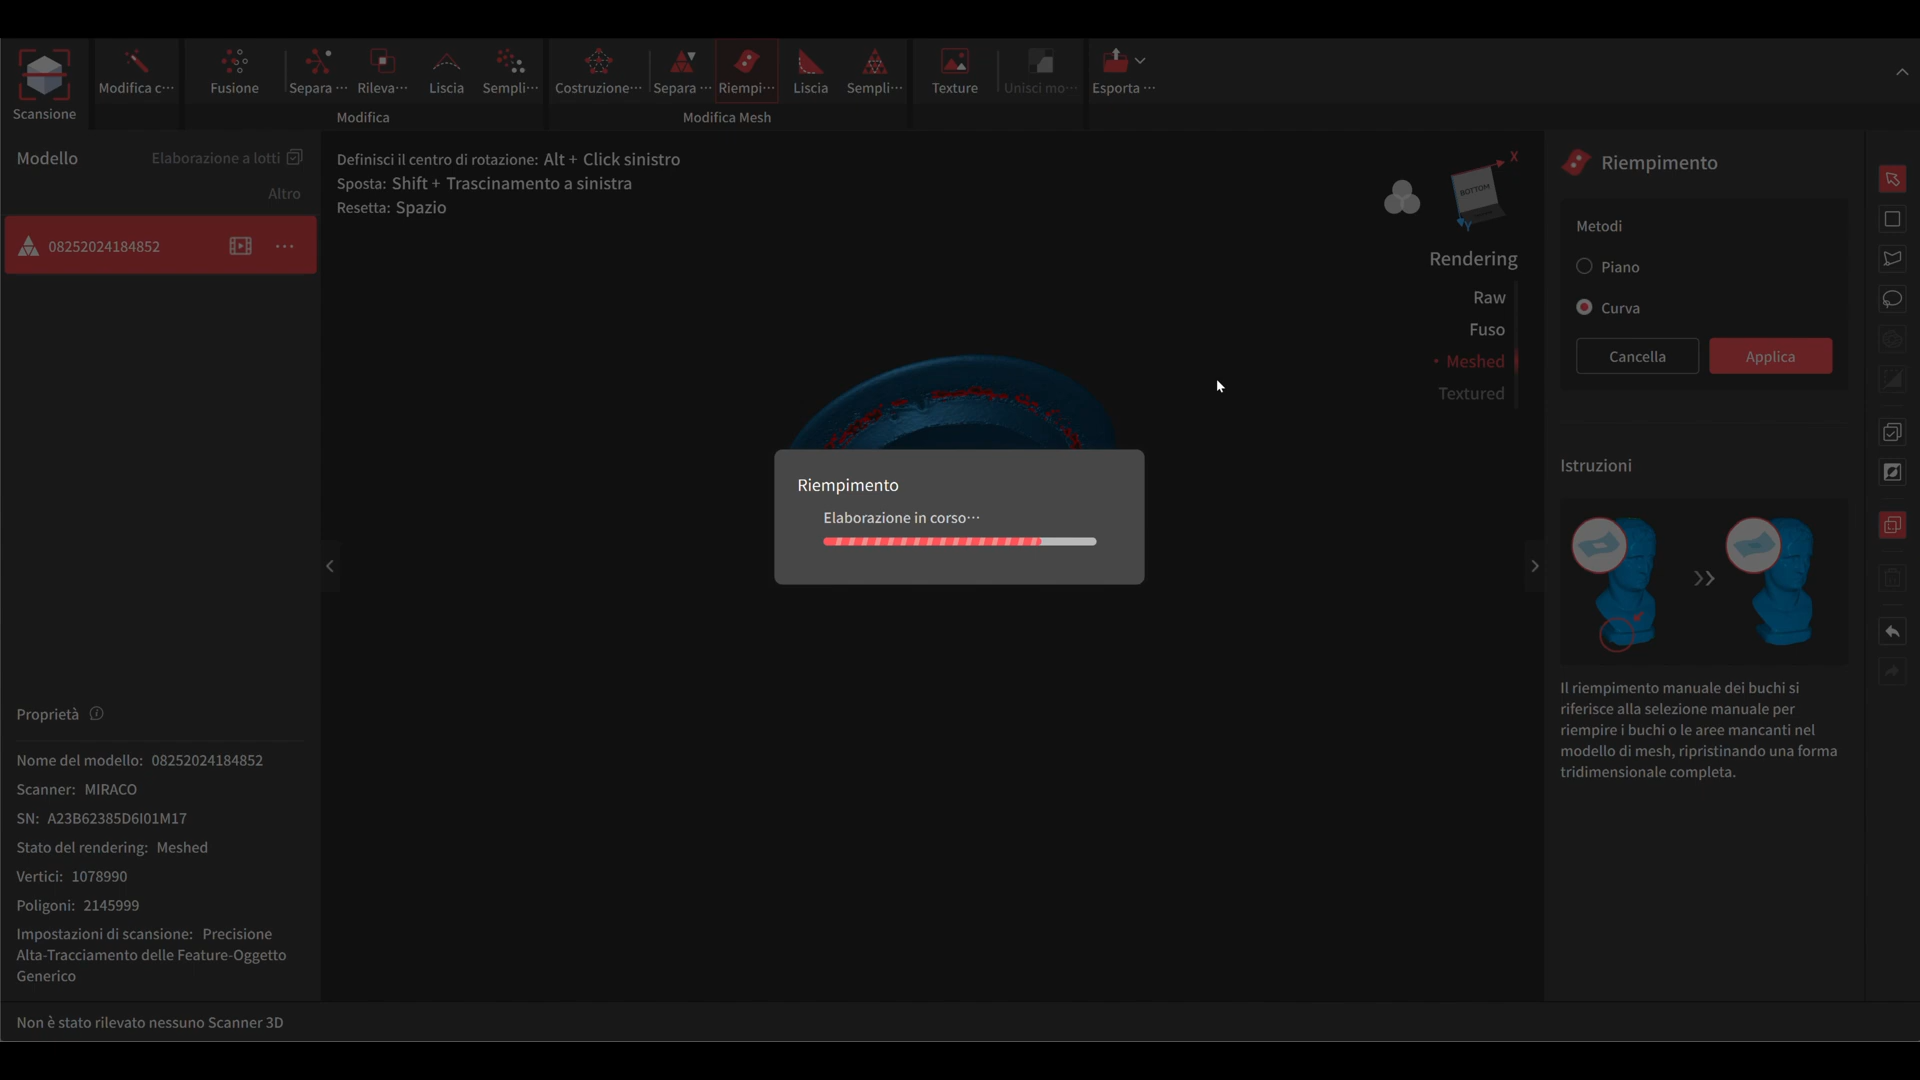 Scansione
Modifica c···
Fusione
Separa ···
Rileva···
Liscia
Sempli···
Modifica
Costruzione···
Separa ···
Riempi···
Liscia
Sempli···
Modifica Mesh
Texture
Unisci mo···
Esporta ···
Modello
Elaborazione a lotti
Altro
08252024184852
Definisci il centro di rotazione: Alt + Click sinistro
Sposta: Shift + Trascinamento a sinistra
Resetta: Spazio
X
BOTTOM
Y
Rendering
Raw
Fuso
• Meshed
Textured
Riempimento
Elaborazione in corso···
Riempimento
Metodi
Piano
Curva
Cancella
Applica
Istruzioni
Il riempimento manuale dei buchi si
riferisce alla selezione manuale per
riempire i buchi o le aree mancanti nel
modello di mesh, ripristinando una forma
tridimensionale completa.
Proprietà
Nome del modello: 08252024184852
Scanner: MIRACO
SN: A23B62385D6I01M17
Stato del rendering: Meshed
Vertici: 1078990
Poligoni: 2145999
Impostazioni di scansione: Precisione
Alta-Tracciamento delle Feature-Oggetto
Generico
Non è stato rilevato nessuno Scanner 3D